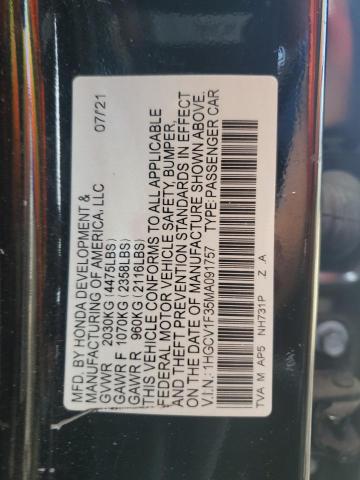 MFD. BY HONDA DEVELOPMENT &
MANUFACTURING OF AMERICA, LLC 07/21
GVWR 2030KG (4475LBS)
GAWR F 1070KG (2358LBS)
GAWR R 960KG (2116LBS)
THIS VEHICLE CONFORMS TO ALL APPLICABLE
FEDERAL MOTOR VEHICLE SAFETY, BUMPER,
AND THEFT PREVENTION STANDARDS IN EFFECT
ON THE DATE OF MANUFACTURE SHOWN ABOVE.
V.I.N.: 1HGCV1F35MA091757 TYPE: PASSENGER CAR
TVA M AP5 NH731P Z .A